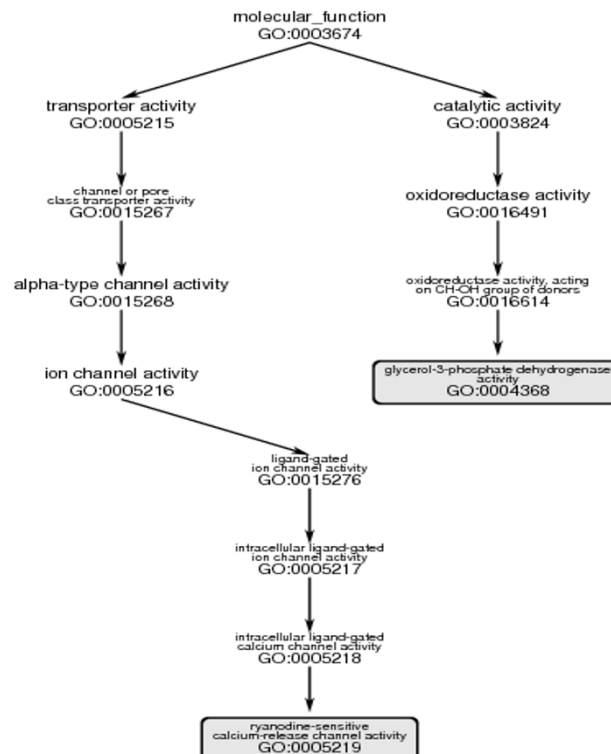 molecular_function
GO:0003674
transporter activity
GO:0005215
catalytic activity
GO:0003824
channel or pore
class transporter activity
GO:0015267
oxidoreductase activity
GO:0016491
alpha-type channel activity
GO:0015268
oxidoreductase activity, acting
on CH-OH group of donors
GO:0016614
ion channel activity
GO:0005216
glycerol-3-phosphate dehydrogenase
activity
GO:0004368
ligand-gated
ion channel activity
GO:0015276
intracellular ligand-gated
ion channel activity
GO:0005217
intracellular ligand-gated
calcium channel activity
GO:0005218
ryanodine-sensitive
calcium-release channel activity
GO:0005219